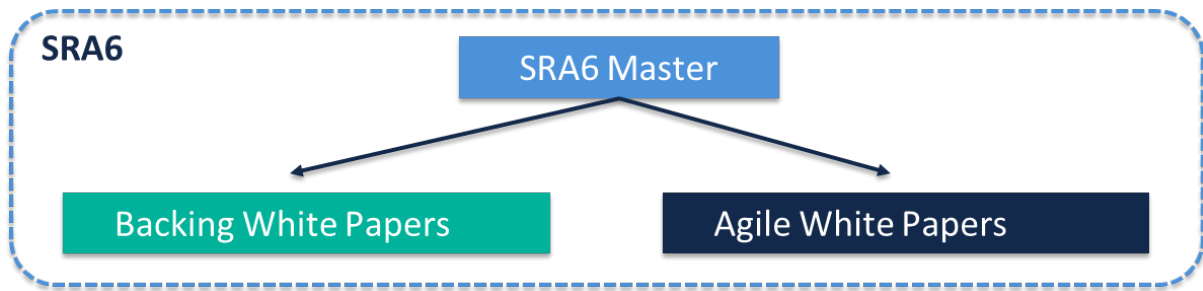 SRA6
SRA6 Master
Backing White Papers
Agile White Papers